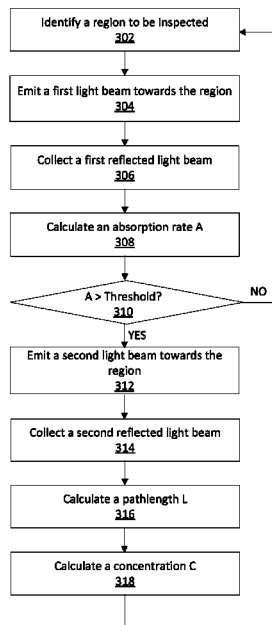 Identify a region to be inspected
302
Emit a first light beam towards the region
304
Collect a first reflected light beam
306
Calculate an absorption rate A
308
A > Threshold?
310
NO
YES
Emit a second light beam towards the
region
312
Collect a second reflected light beam
314
Calculate a pathlength L
316
Calculate a concentration C
318